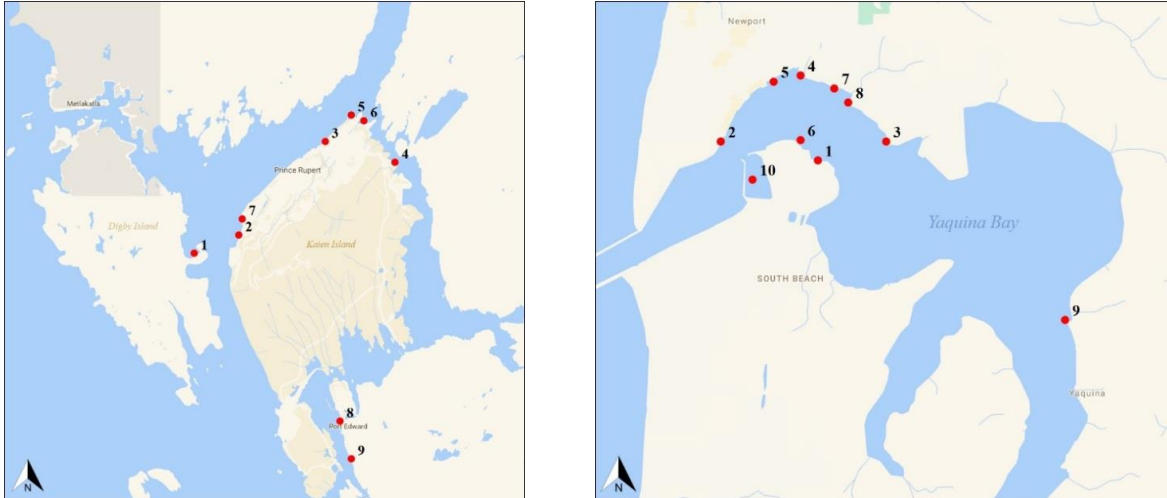 5
6
3
Metlakatla
4
Prince Rupert
7
Digby Island
2
Kaien Island
1
8
Port Edward
9
N
Newport
5
4
7
8
2
6
3
1
10
Yaquina Bay
SOUTH BEACH
9
Yaquina
N